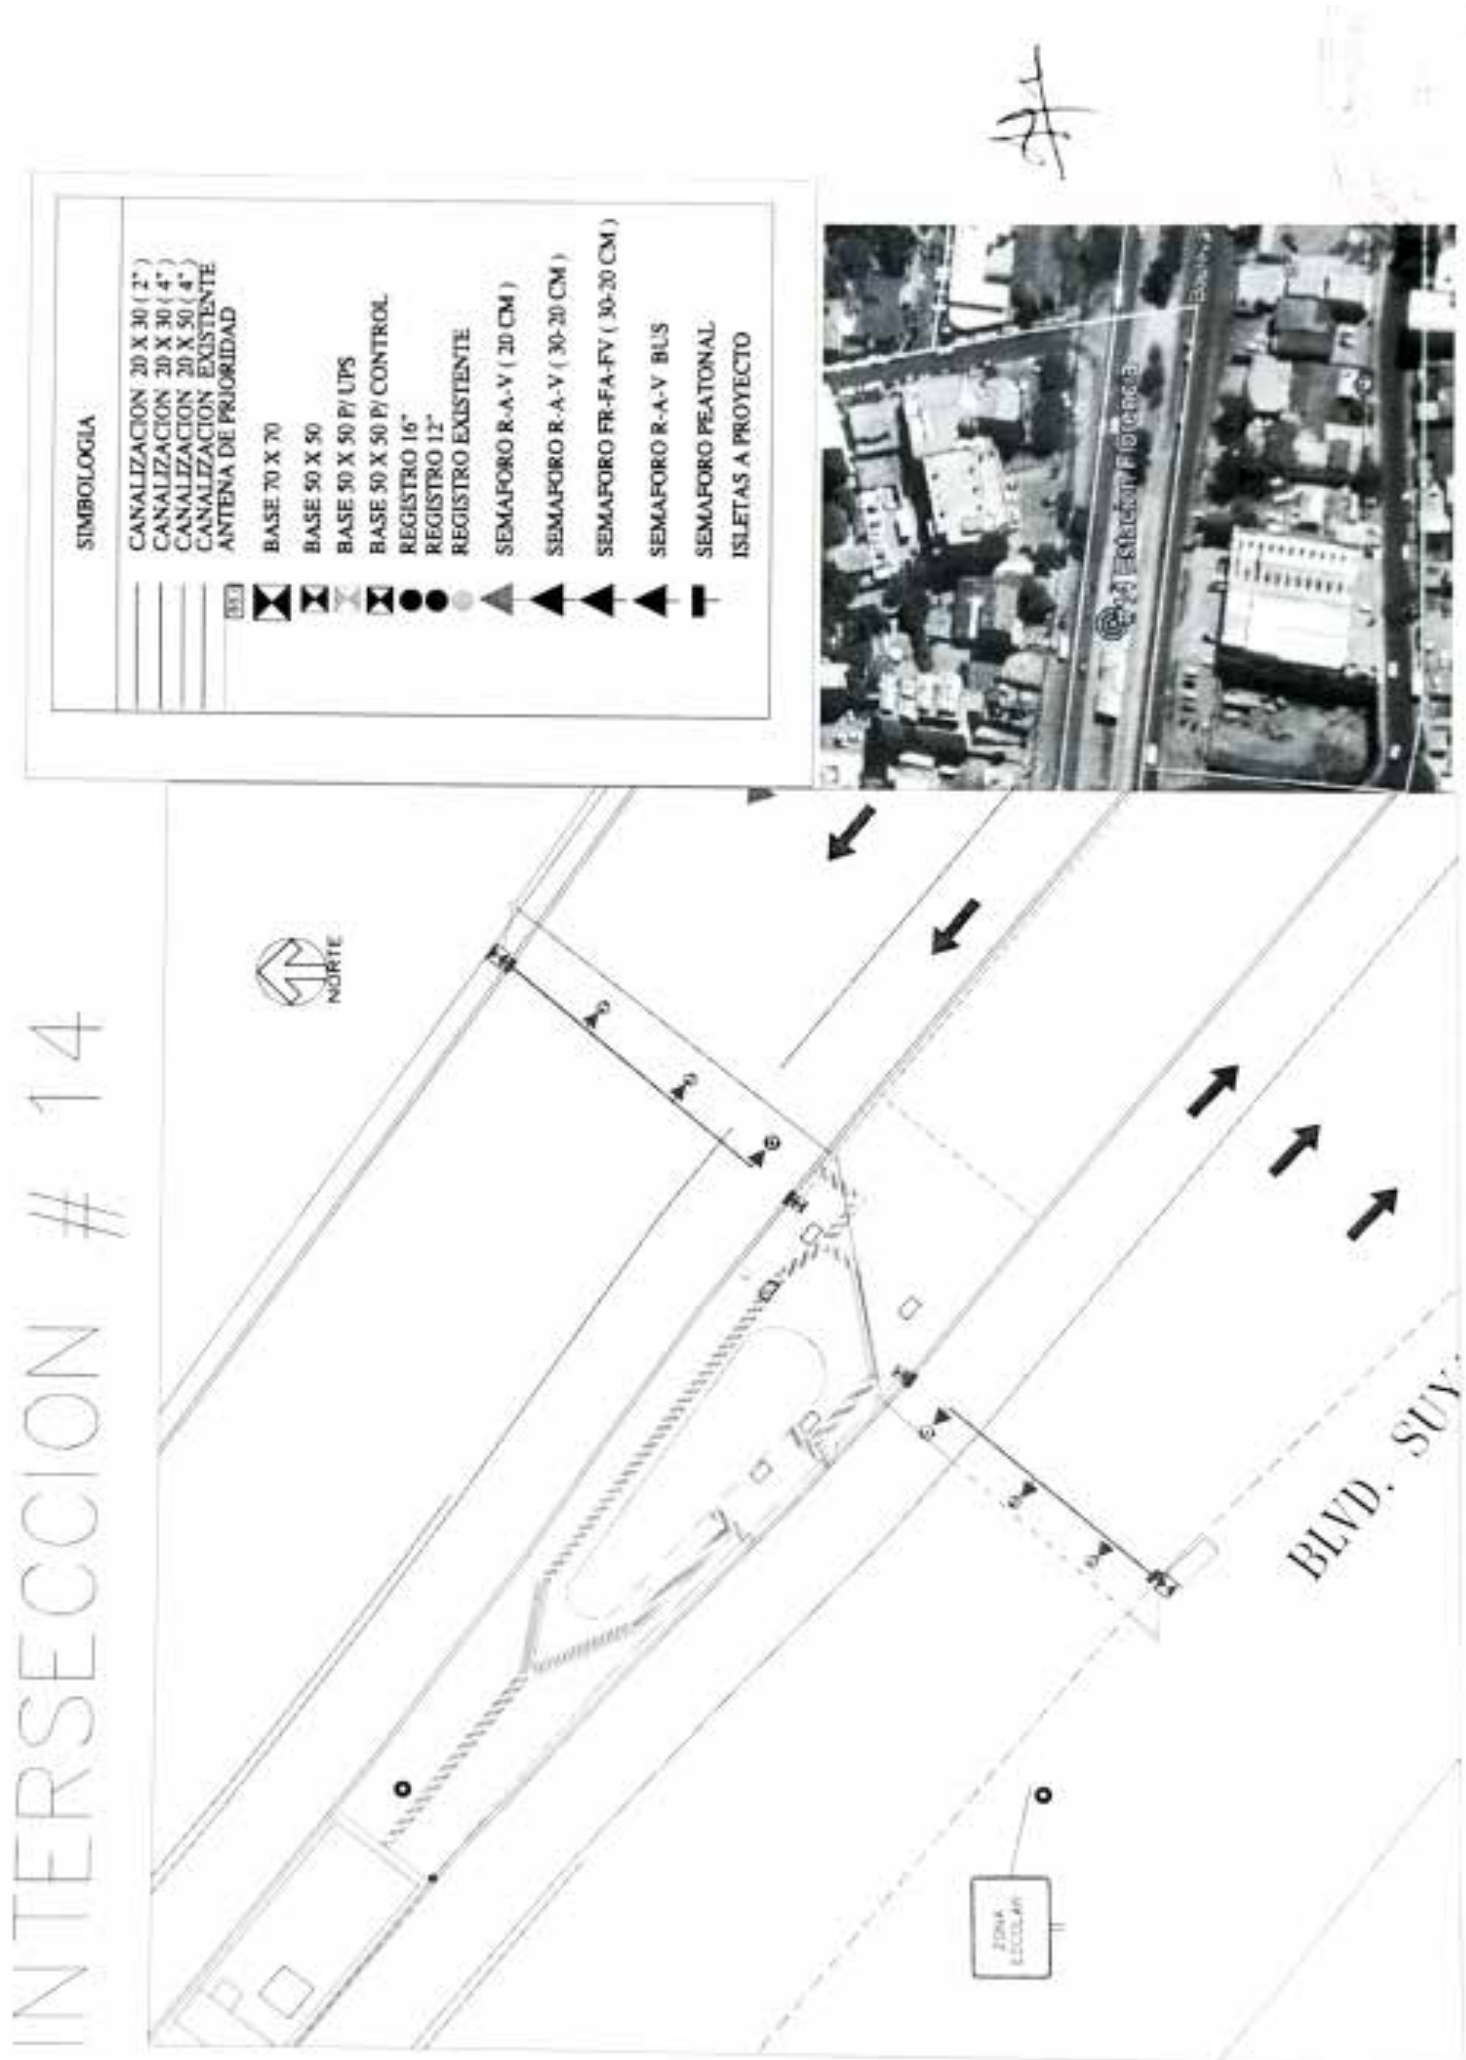 INTERSECCION # 14
NORTE
ZONA
ESCOLAR
BLVD. SUY
SIMBOLOGIA
CANALIZACION 20 X 30 ( 2" )
CANALIZACION 20 X 30 ( 4" )
CANALIZACION 20 X 50 ( 4" )
CANALIZACION EXISTENTE
ANTENA DE PRIORIDAD
BASE 70 X 70
BASE 50 X 50
BASE 50 X 50 P/ UPS
BASE 50 X 50 P/ CONTROL
REGISTRO 16"
REGISTRO 12"
REGISTRO EXISTENTE
SEMAFORO R-A-V ( 20 CM )
SEMAFORO R-A-V ( 30-20 CM )
SEMAFORO FR-FA-FV ( 30-20 CM )
SEMAFORO R-A-V BUS
SEMAFORO PEATONAL
ISLETAS A PROYECTO